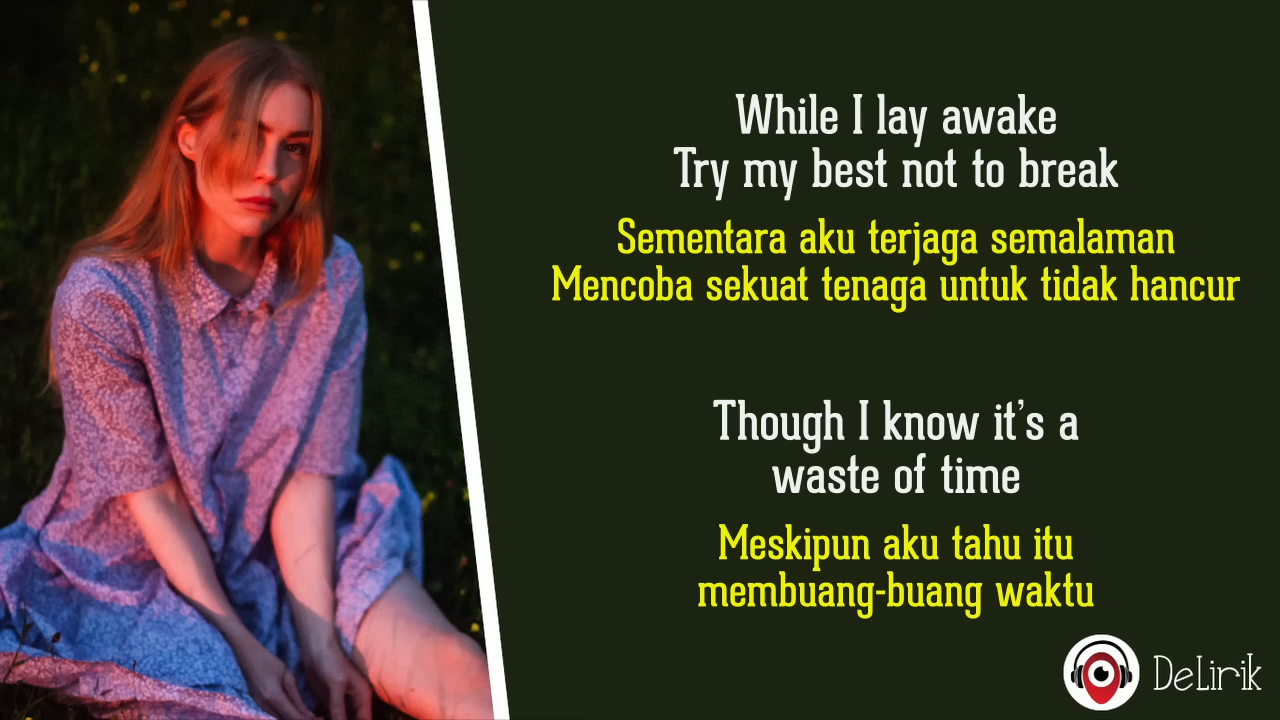 While I lay awake
Try my best not to break
Sementara aku terjaga semalaman
Mencoba sekuat tenaga untuk tidak hancur
Though I know it's a
waste of time
Meskipun aku tahu itu
membuang-buang waktu
DeLirik